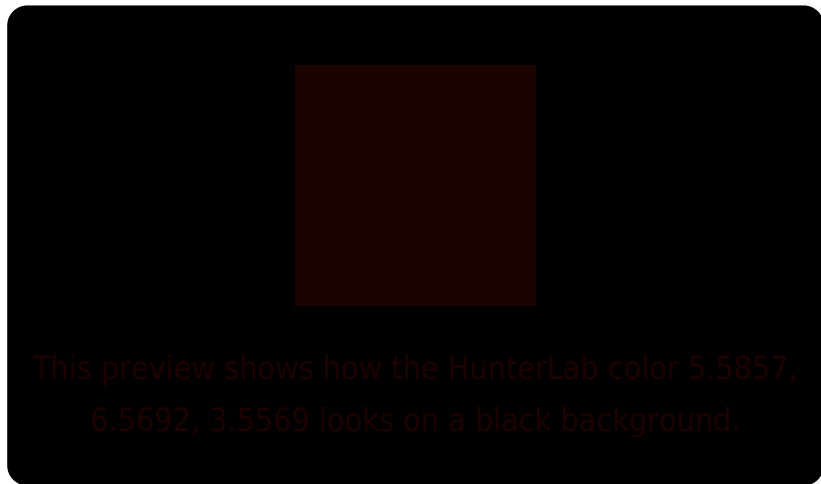 This preview shows how the HunterLab color 5.5857,
6.5692, 3.5569 looks on a black background.